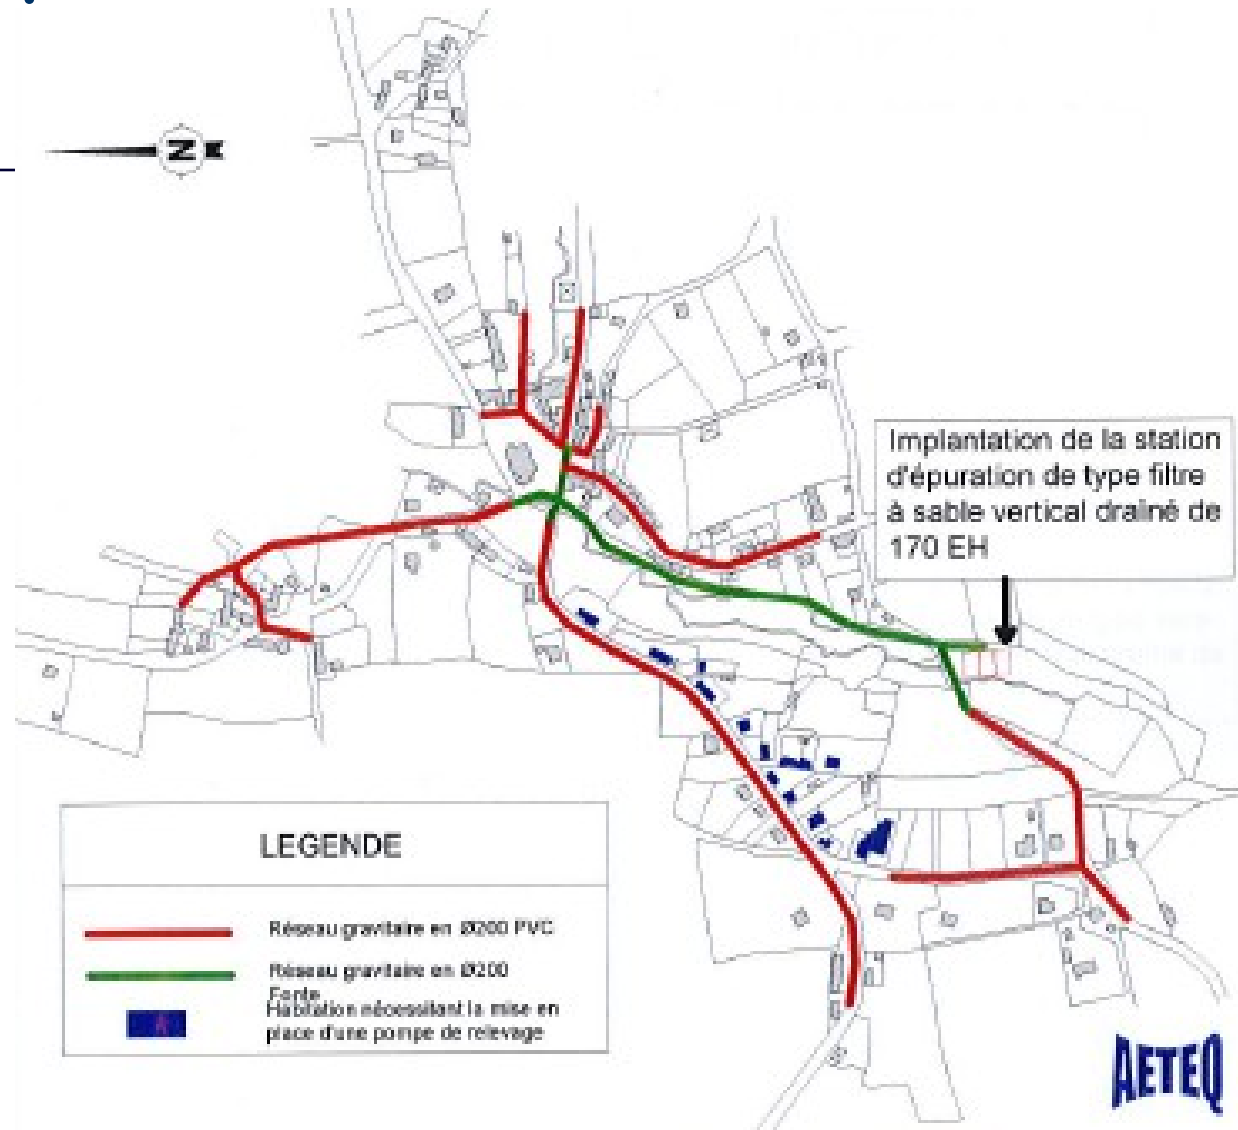 N
Implantation de la station
d'épuration de type filtre
à sable vertical drainé de
170 EH
LEGENDE
Réseau gravitaire en Ø200 PVC
Réseau gravitaire en Ø200
Fonte
Habitation nécessitant la mise en
place d'une pompe de relevage
AETEQ